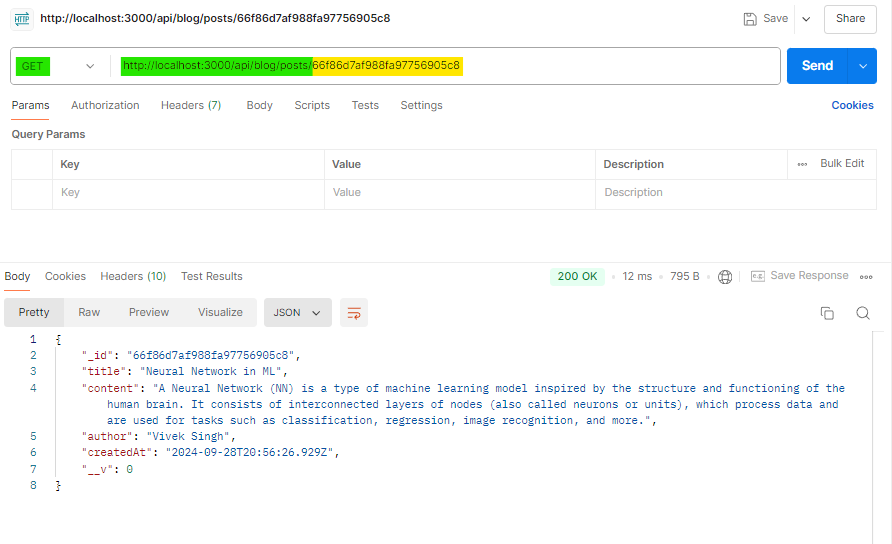 HTTP http://localhost:3000/api/blog/posts/66f86d7af988fa97756905c8 Save Share
GET http://localhost:3000/api/blog/posts/66f86d7af988fa97756905c8 Send
Params Authorization Headers (7) Body Scripts Tests Settings Cookies
Query Params
Key Value Description ••• Bulk Edit
Key Value Description
Body Cookies Headers (10) Test Results 200 OK • 12 ms • 795 B • e.g. Save Response •••
Pretty Raw Preview Visualize JSON
1 {
2 "_id": "66f86d7af988fa97756905c8",
3 "title": "Neural Network in ML",
4 "content": "A Neural Network (NN) is a type of machine learning model inspired by the structure and functioning of the
human brain. It consists of interconnected layers of nodes (also called neurons or units), which process data and
are used for tasks such as classification, regression, image recognition, and more.",
5 "author": "Vivek Singh",
6 "createdAt": "2024-09-28T20:56:26.929Z",
7 "__v": 0
8 }